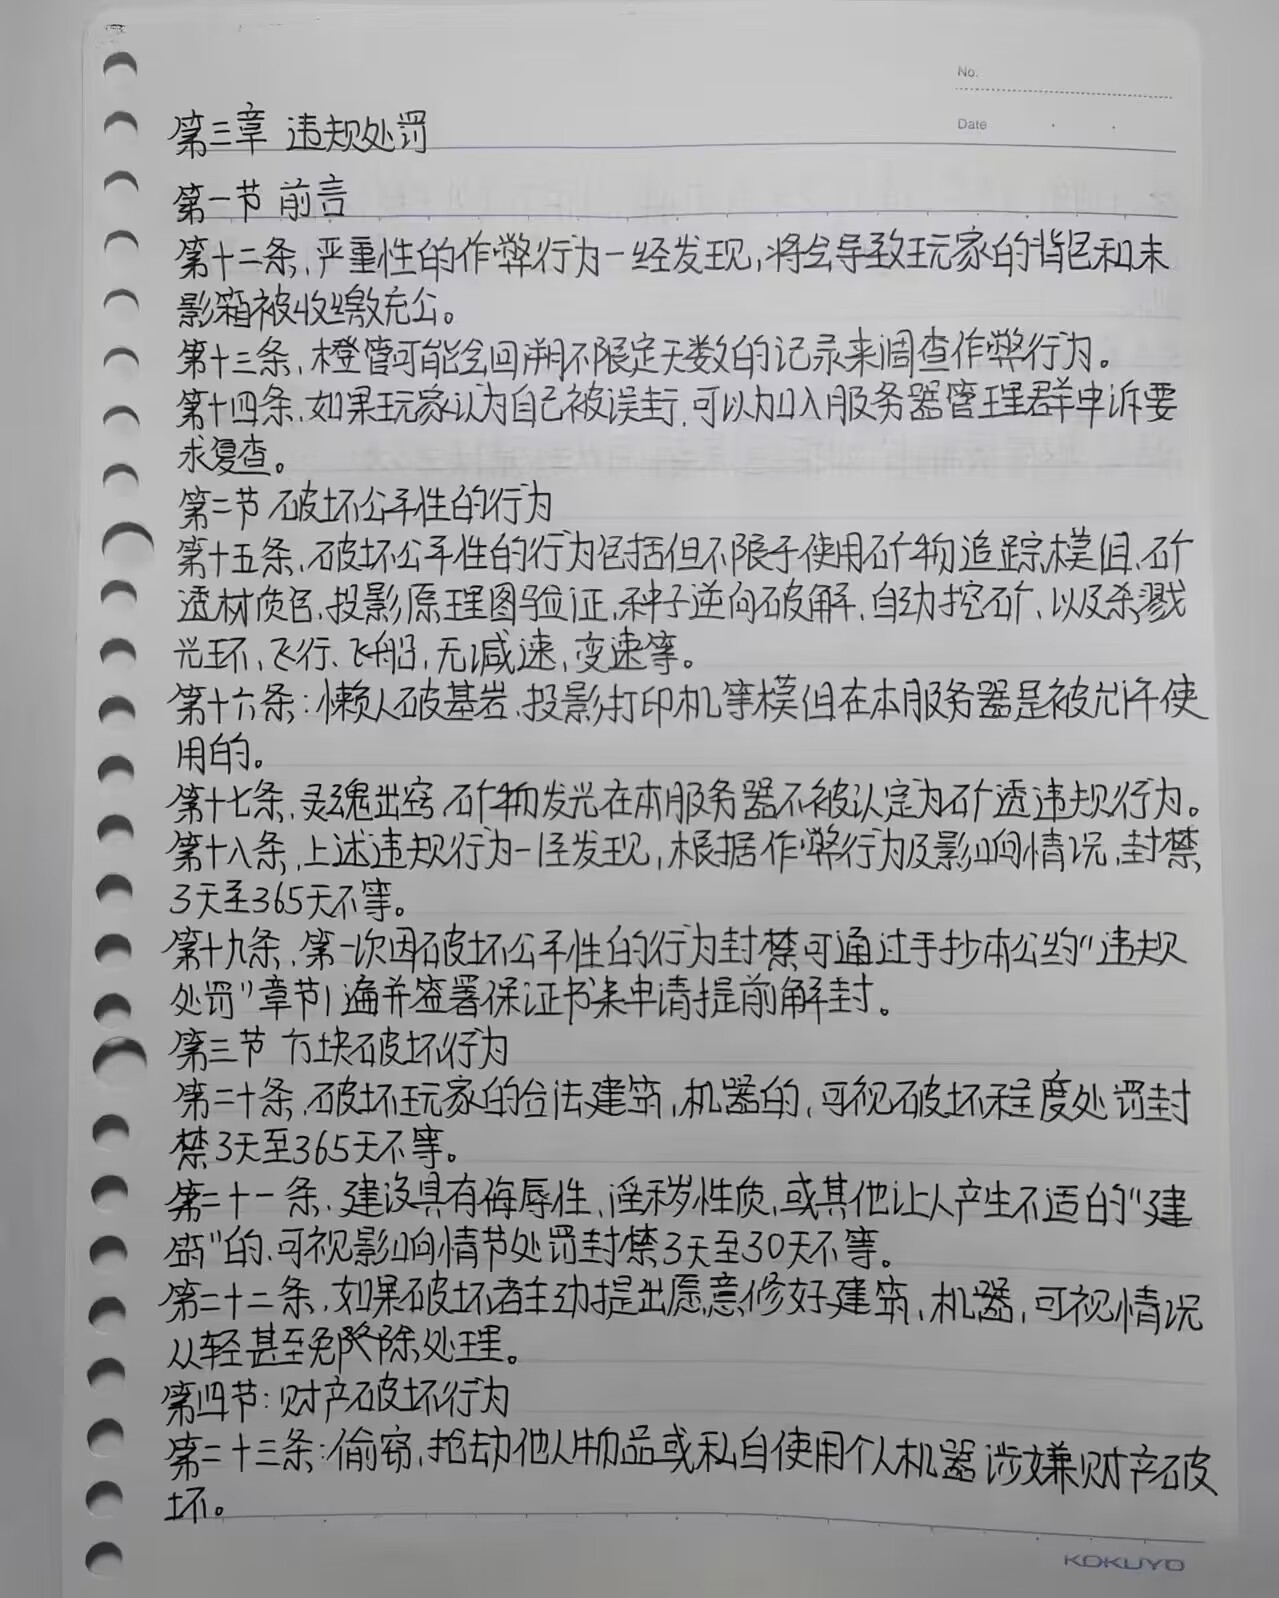 No.
Date
第三章 违规处罚
第一节 前言
第十二条、严重性的作弊行为一经发现,将会导致玩家的背包和末
影箱被收缴充公。
第十三条、橙管可能会回溯不限定天数的记录来调查作弊行为。
第十四条、如果玩家认为自己被误封,可以加入服务器管理群申诉要
求复查。
第二节 破坏公平性的行为
第十五条、破坏公平性的行为包括但不限于使用矿物追踪模组、矿
透材质包、投影原理图验证、种子逆向破解、自动挖矿、以及杀戮
光环、飞行、飞船、无减速、变速等。
第十六条:懒人破基岩、投影打印机等模组在本服务器是被允许使
用的。
第十七条、灵魂出窍、矿物发光在本服务器不被认定为矿透违规行为。
第十八条、上述违规行为一经发现,根据作弊行为及影响情况,封禁
3天至365天不等。
第十九条、第一次因破坏公平性的行为封禁可通过手抄本公约"违规
处罚"章节1遍并签署保证书来申请提前解封。
第三节 方块破坏行为
第二十条、破坏玩家的合法建筑,机器的,可视破坏程度处罚封
禁3天至365天不等。
第二十一条、建设具有侮辱性、淫秽性质,或其他让人产生不适的"建
筑"的、可视影响情节处罚封禁3天至30天不等。
第二十二条、如果破坏者主动提出愿意修好建筑,机器,可视情况
从轻甚至免除处理。
第四节:财产破坏行为
第二十三条:偷窃、抢劫他人物品或私自使用个人机器涉嫌财产破
坏。
KOKUYO